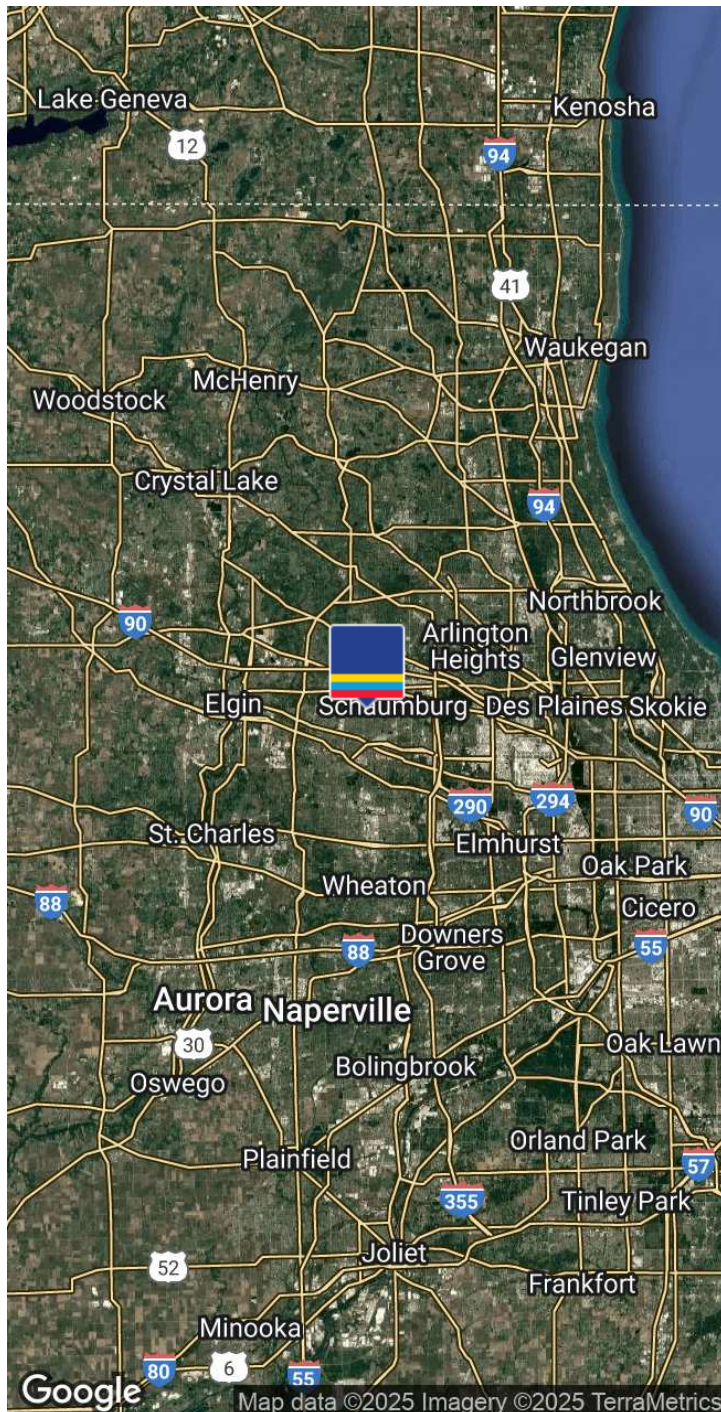 Lake Geneva
Kenosha
12
94
41
Waukegan
McHenry
Woodstock
Crystal Lake
94
Northbrook
90
Arlington
Heights
Glenview
Elgin
Schaumburg
Des Plaines
Skokie
290
294
90
St. Charles
Elmhurst
Oak Park
Wheaton
88
Cicero
Downers
Grove
55
88
Aurora
Naperville
30
Oak Lawn
Bolingbrook
Oswego
Orland Park
Plainfield
57
355
Tinley Park
Joliet
52
Frankfort
Minooka
80
6
55
Google
Map data ©2025 Imagery ©2025 TerraMetrics